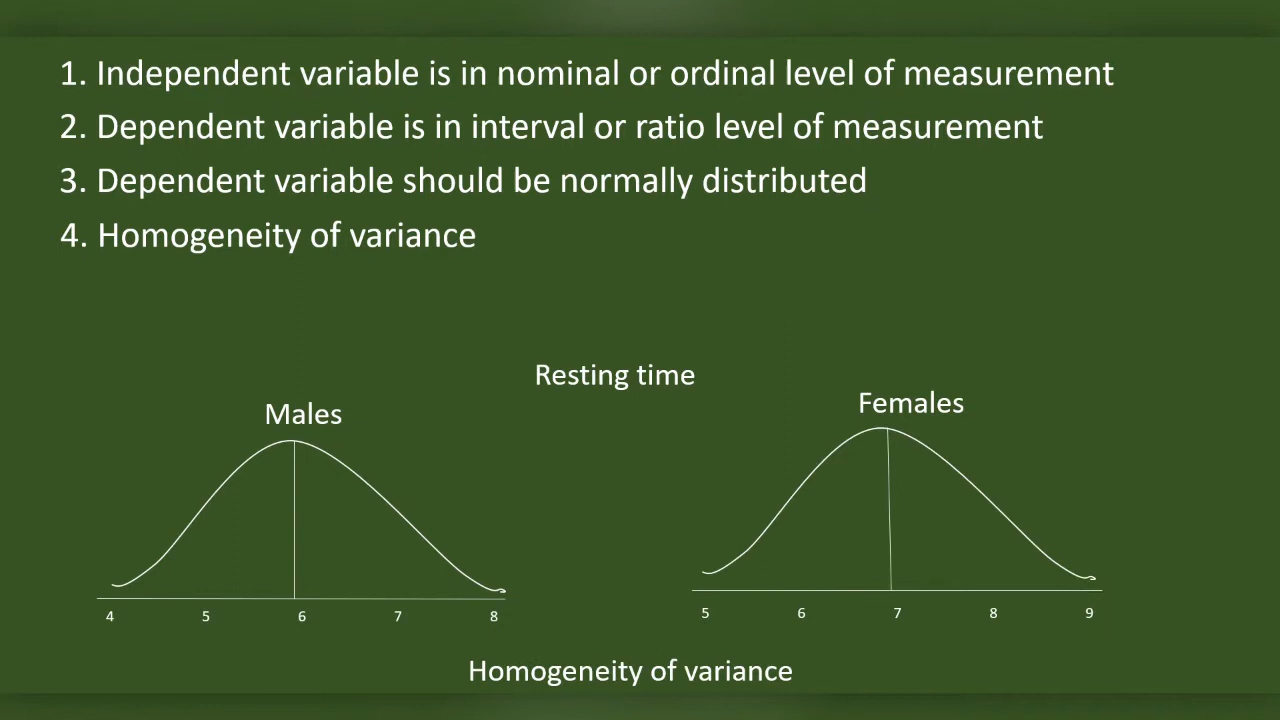 1. Independent variable is in nominal or ordinal level of measurement
2. Dependent variable is in interval or ratio level of measurement
3. Dependent variable should be normally distributed
4. Homogeneity of variance
Resting time
Males
Females
4 5 6 7 8
5 6 7 8 9
Homogeneity of variance